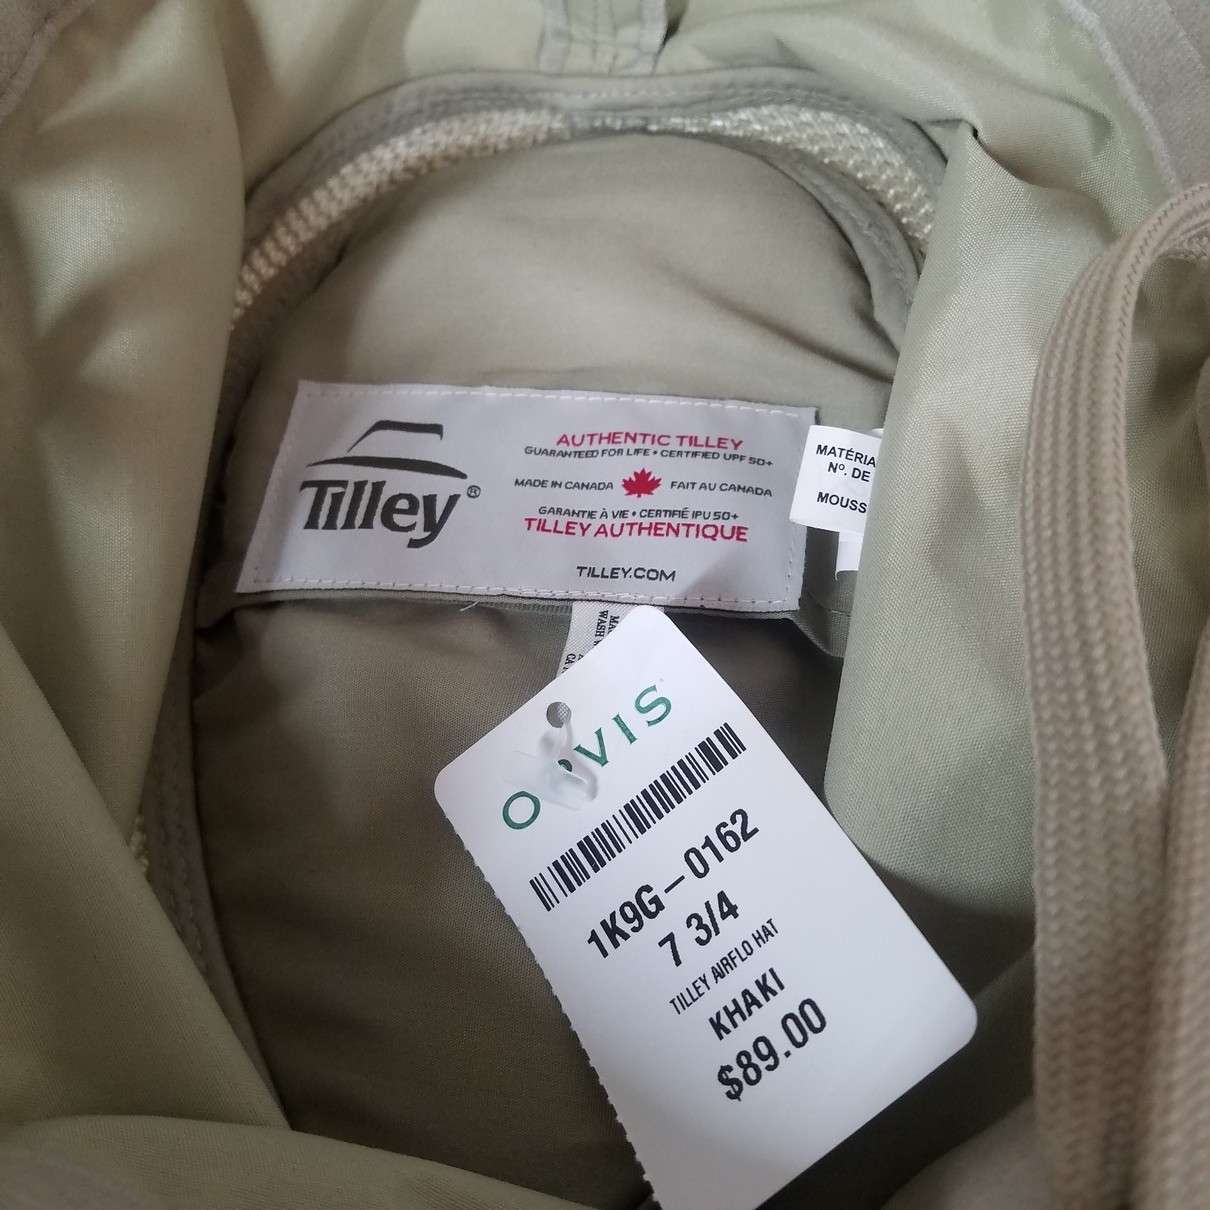 Tilley®
AUTHENTIC TILLEY
GUARANTEED FOR LIFE • CERTIFIED UPF 50+
MADE IN CANADA FAIT AU CANADA
GARANTIE À VIE • CERTIFIÉ IPU 50+
TILLEY AUTHENTIQUE
TILLEY.COM
MATÉRIA
Nº. DE
MOUSS
WASH
CA
ORVIS
1K9G-0162
7 3/4
TILLEY AIRFLO HAT
KHAKI
$89.00